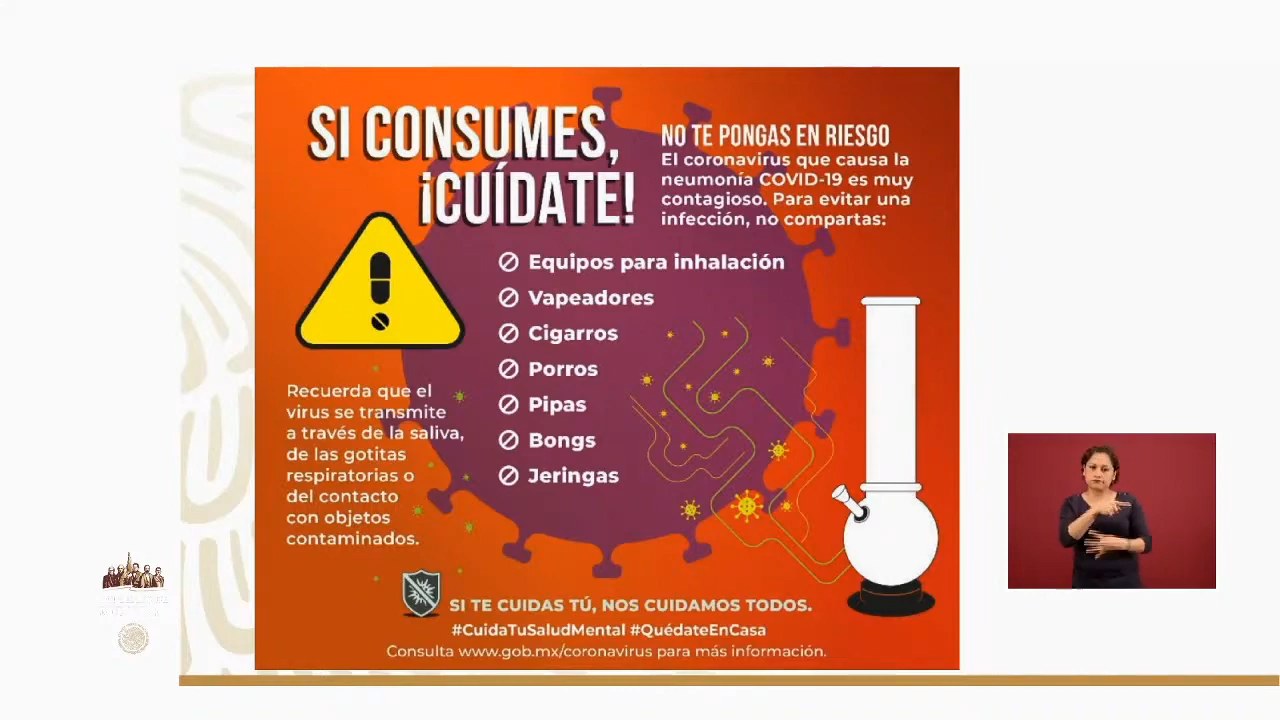 SI CONSUMES,
¡CUÍDATE!
NO TE PONGAS EN RIESGO
El coronavirus que causa la
neumonía COVID-19 es muy
contagioso. Para evitar una
infección, no compartas:
Equipos para inhalación
Vapeadores
Cigarros
Porros
Pipas
Bongs
Jeringas
Recuerda que el
virus se transmite
a través de la saliva,
de las gotitas
respiratorias o
del contacto
con objetos
contaminados.
SI TE CUIDAS TÚ, NOS CUIDAMOS TODOS.
#CuidaTuSaludMental #QuédateEnCasa
Consulta www.gob.mx/coronavirus para más información.